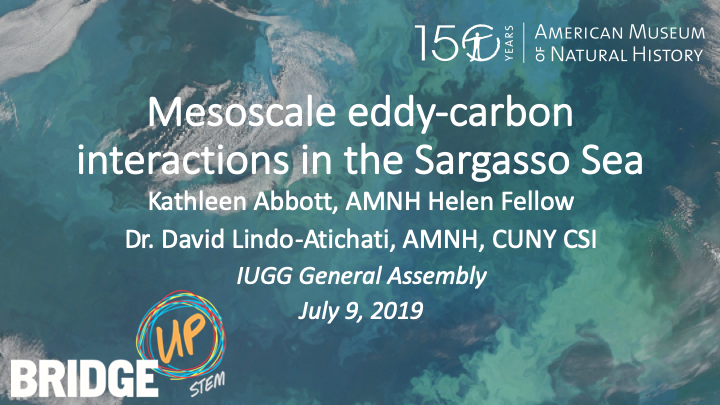 150 YEARS
AMERICAN MUSEUM
OF NATURAL HISTORY
Mesoscale eddy-carbon
interactions in the Sargasso Sea
Kathleen Abbott, AMNH Helen Fellow
Dr. David Lindo-Atichati, AMNH, CUNY CSI
IUGG General Assembly
July 9, 2019
UP
BRIDGE
STEM